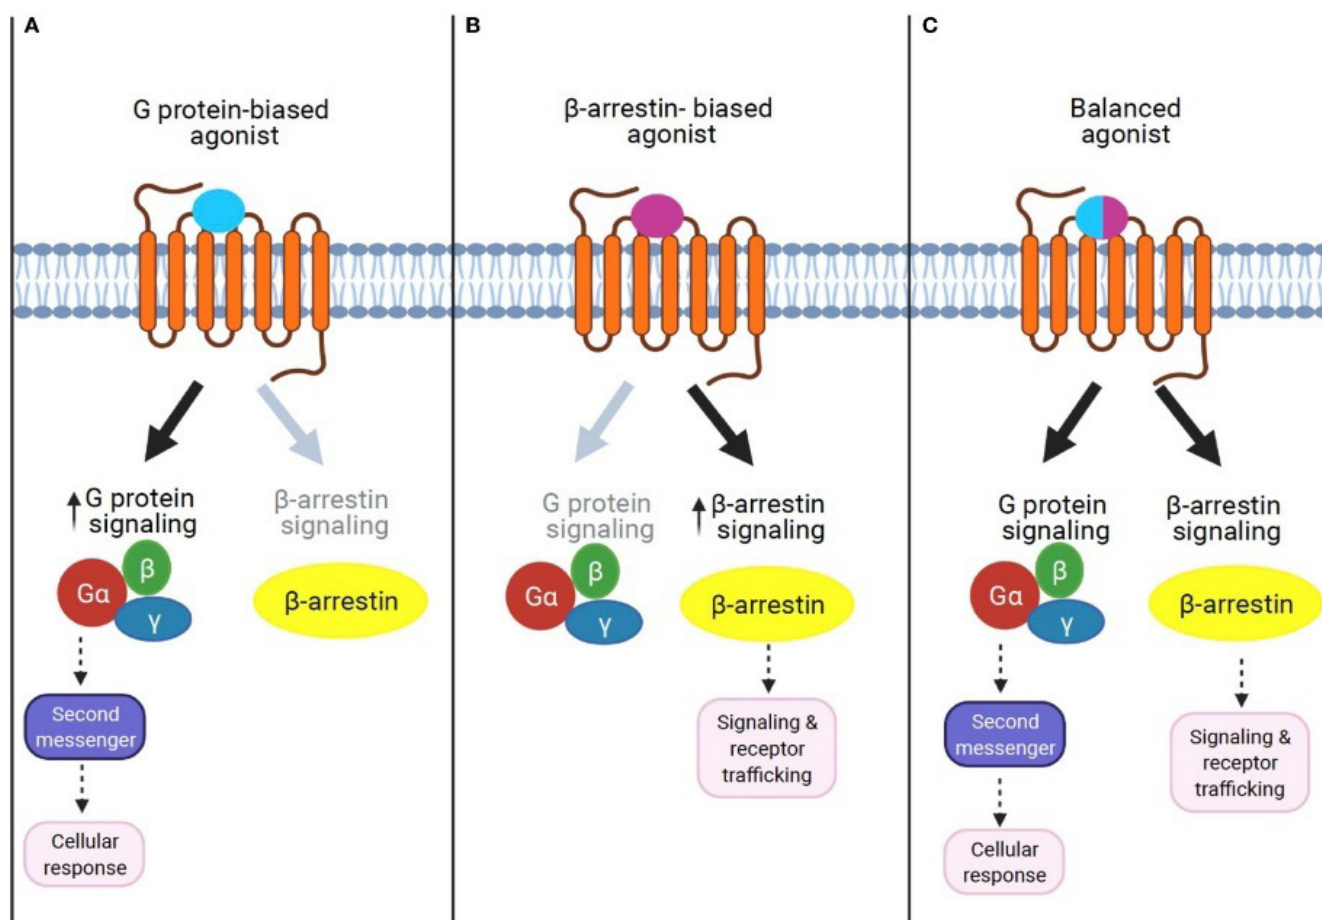 A
G protein-biased
agonist
G protein
signaling
β-arrestin
signaling
Gα
β
γ
β-arrestin
Second
messenger
Cellular
response
B
β-arrestin- biased
agonist
G protein
signaling
β-arrestin
signaling
Gα
β
γ
β-arrestin
Signaling &
receptor
trafficking
C
Balanced
agonist
G protein
signaling
β-arrestin
signaling
Gα
β
γ
β-arrestin
Second
messenger
Cellular
response
Signaling &
receptor
trafficking